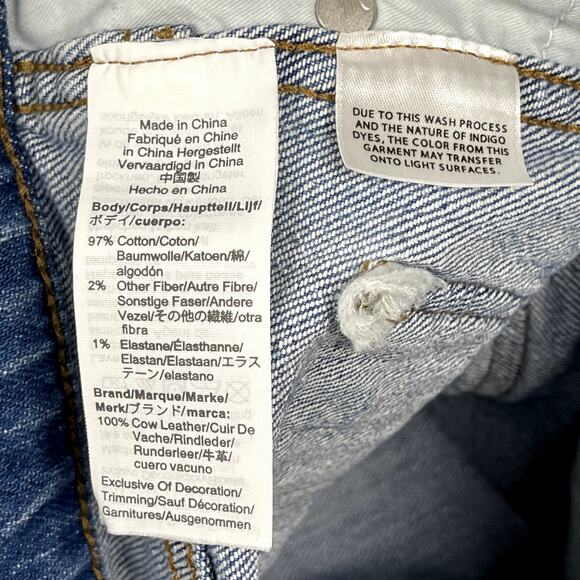 Made in China
Fabriqué en Chine
in China Hergestellt
Vervaardigd in China
中国製
Hecho en China
Body/Corps/Hauptteil/Lijf/
ボデイ/cuerpo:
97% Cotton/Coton/
Baumwolle/Katoen/綿/
algodón
2% Other Fiber/Autre Fibre/
Sonstige Faser/Andere
Vezel/その他の繊維/otra
fibra
1% Elastane/Élasthanne/
Elastan/Elastaan/エラス
テーン/elastano
Brand/Marque/Marke/
Merk/ブランド/marca:
100% Cow Leather/Cuir De
Vache/Rindleder/
Runderleer/牛革/
cuero vacuno
Exclusive Of Decoration/
Trimming/Sauf Décoration/
Garnitures/Ausgenommen
DUE TO THIS WASH PROCESS
AND THE NATURE OF INDIGO
DYES, THE COLOR FROM THIS
GARMENT MAY TRANSFER
ONTO LIGHT SURFACES.